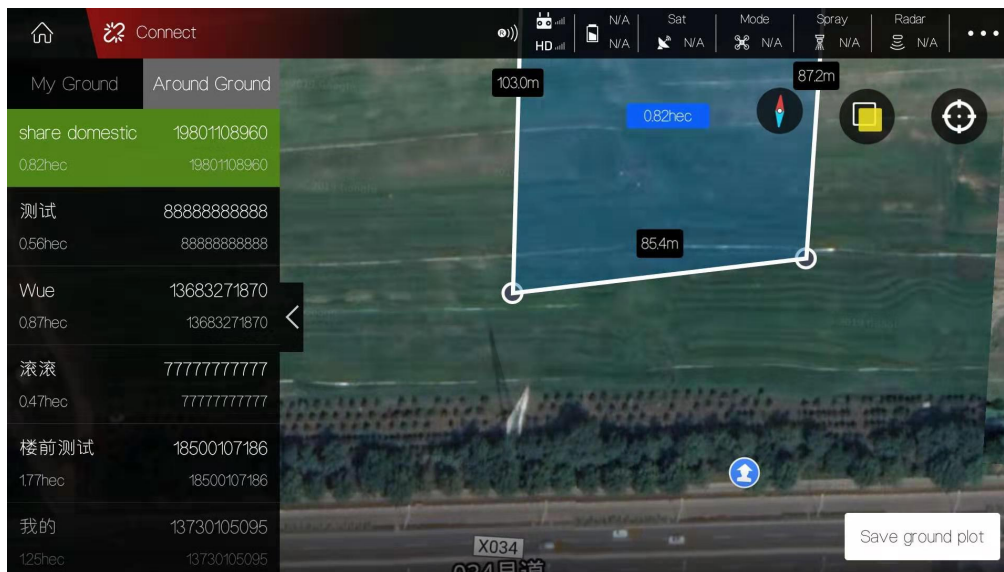 Connect
HD
N/A
N/A
Sat
N/A
Mode
N/A
Spray
N/A
Radar
N/A
My Ground
Around Ground
share domestic 19801108960
0.82hec 19801108960
测试 88888888888
0.56hec 88888888888
Wue 13683271870
0.87hec 13683271870
滚滚 77777777777
0.47hec 77777777777
楼前测试 18500107186
1.77hec 18500107186
我的 13730105095
1.25hec 13730105095
103.0m
87.2m
0.82hec
85.4m
X034
Save ground plot